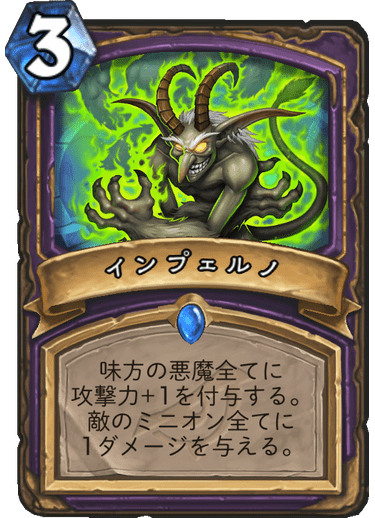 3
インプェルノ
味方の悪魔全てに
攻撃力+1を付与する。
敵のミニオン全てに
1ダメージを与える。